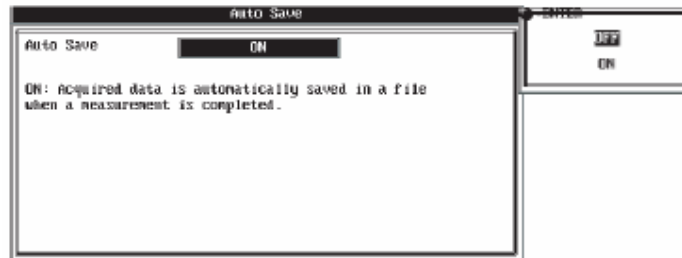 Auto Save
Auto Save ON
ON: Acquired data is automatically saved in a file
when a measurement is completed.
ENTER
OFF
ON